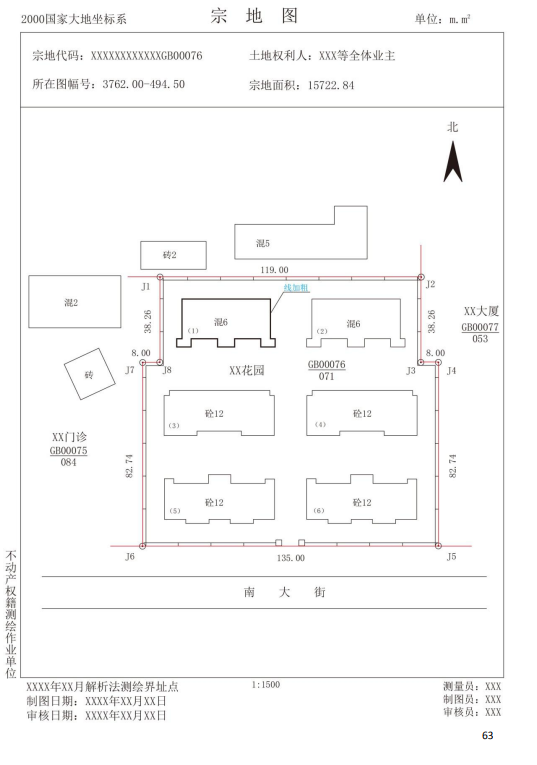 2000国家大地坐标系
宗 地 图
单位：m.m²
宗地代码：XXXXXXXXXXXXGB00076
土地权利人：XXX等全体业主
所在图幅号：3762.00-494.50
宗地面积：15722.84
北
混5
砖2
119.00
J1
J2
线加粗
混2
混6
(1)
混6
(2)
38.26
38.26
XX大厦
GB00077
053
8.00
8.00
J7
J8
XX花园
GB00076
071
J3
J4
砖
砼12
(3)
砼12
(4)
XX门诊
GB00075
084
82.74
82.74
砼12
(5)
砼12
(6)
J6
135.00
J5
南 大 街
不动产权籍测绘作业单位
XXXX年XX月解析法测绘界址点
1:1500
测量员：XXX
制图日期：XXXX年XX月XX日
制图员：XXX
审核日期：XXXX年XX月XX日
审核员：XXX
63